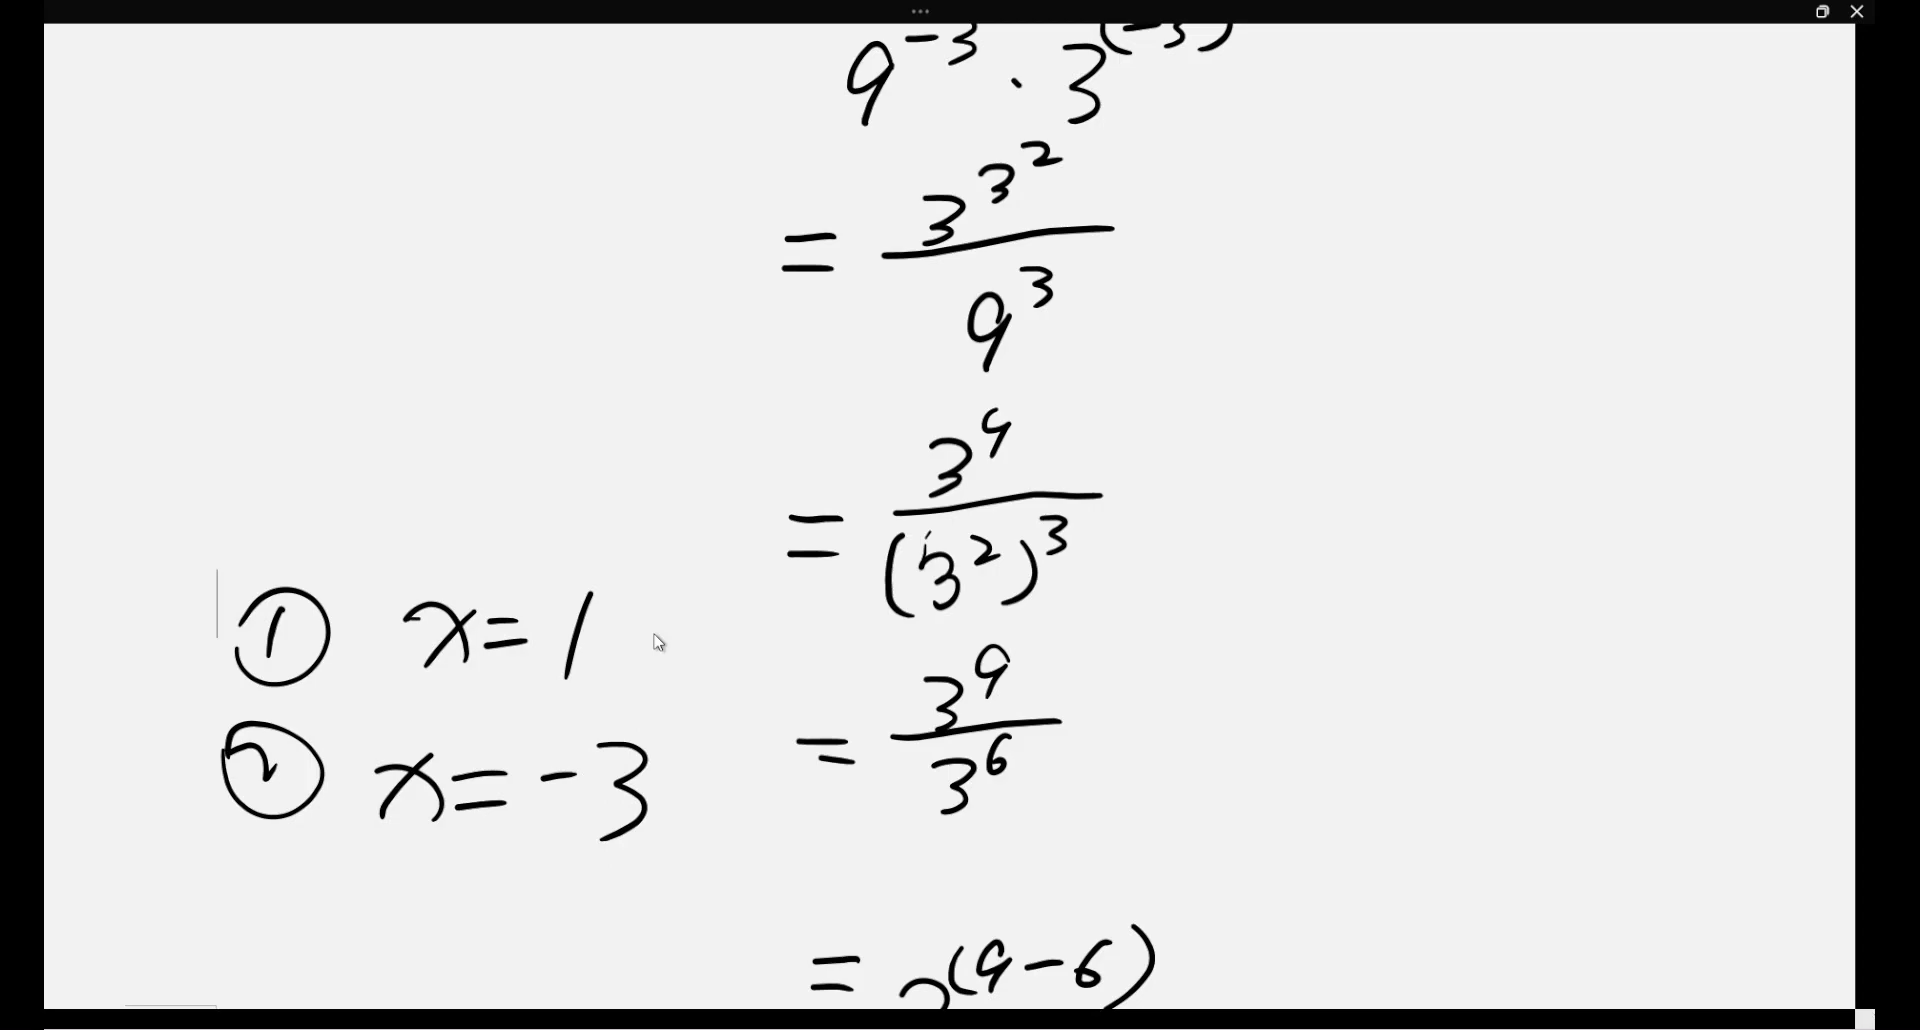 9^{-3} · 3^{(-3)
= 3^{3^2} / 9^3
= 3^9 / (3^2)^3
① x = 1
= 3^9 / 3^6
② x = -3
= 3^{(9-6)}